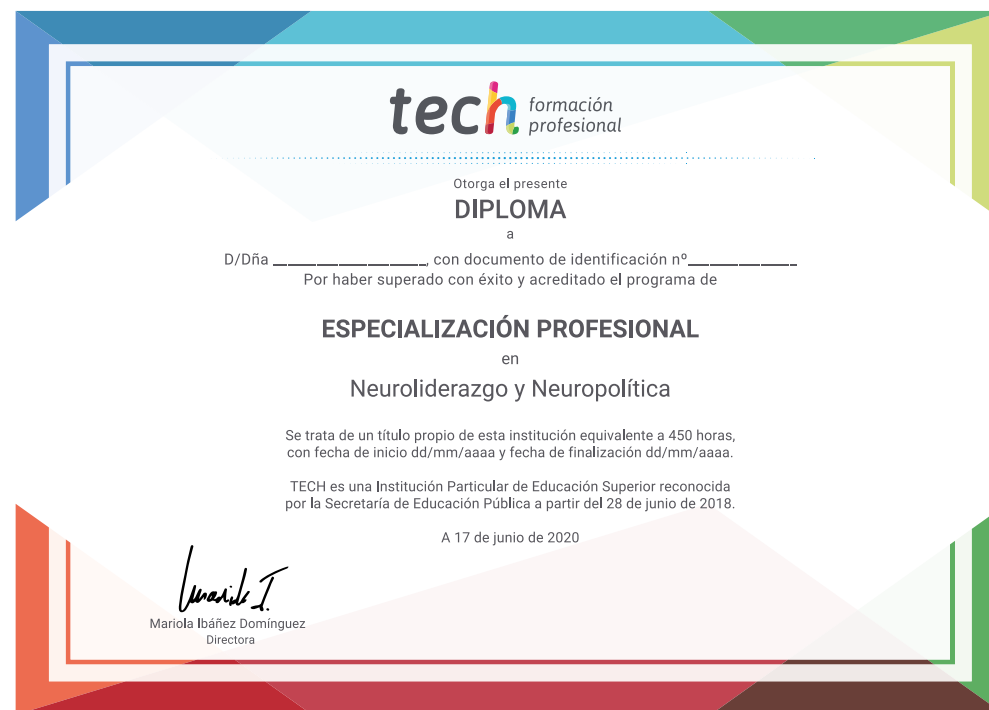 tech formación
profesional
Otorga el presente
DIPLOMA
a
D/Dña ____________________, con documento de identificación nº______________
Por haber superado con éxito y acreditado el programa de
ESPECIALIZACIÓN PROFESIONAL
en
Neuroliderazgo y Neuropolítica
Se trata de un título propio de esta institución equivalente a 450 horas,
con fecha de inicio dd/mm/aaaa y fecha de finalización dd/mm/aaaa.
TECH es una Institución Particular de Educación Superior reconocida
por la Secretaría de Educación Pública a partir del 28 de junio de 2018.
A 17 de junio de 2020
Mariola Ibáñez Domínguez
Directora